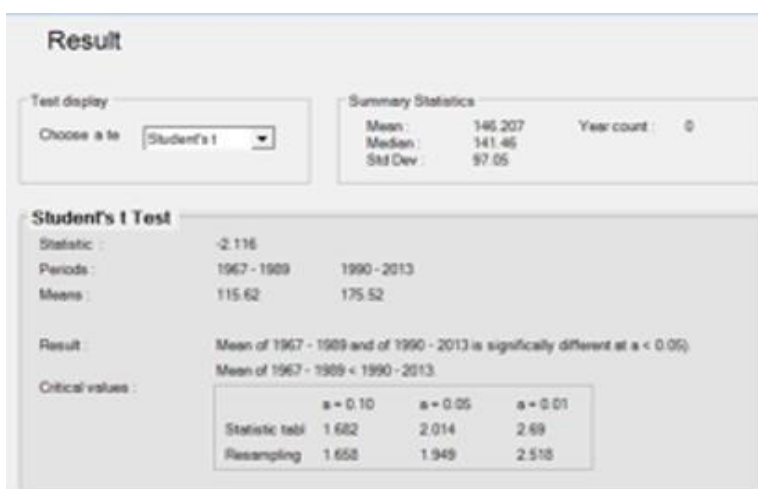 Result
Test display
Choose a te Student's t
Summary Statistics
Mean : 146.207 Year count : 0
Median : 141.46
Std Dev : 97.05
Student's t Test
Statistic : -2.116
Periods : 1967 - 1989 1990 - 2013
Means : 115.62 175.52
Result : Mean of 1967 - 1989 and of 1990 - 2013 is significally different at a < 0.05).
Mean of 1967 - 1989 < 1990 - 2013.
Critical values :
a = 0.10 a = 0.05 a = 0.01
Statistic tabl 1.682 2.014 2.69
Resampling 1.658 1.949 2.518